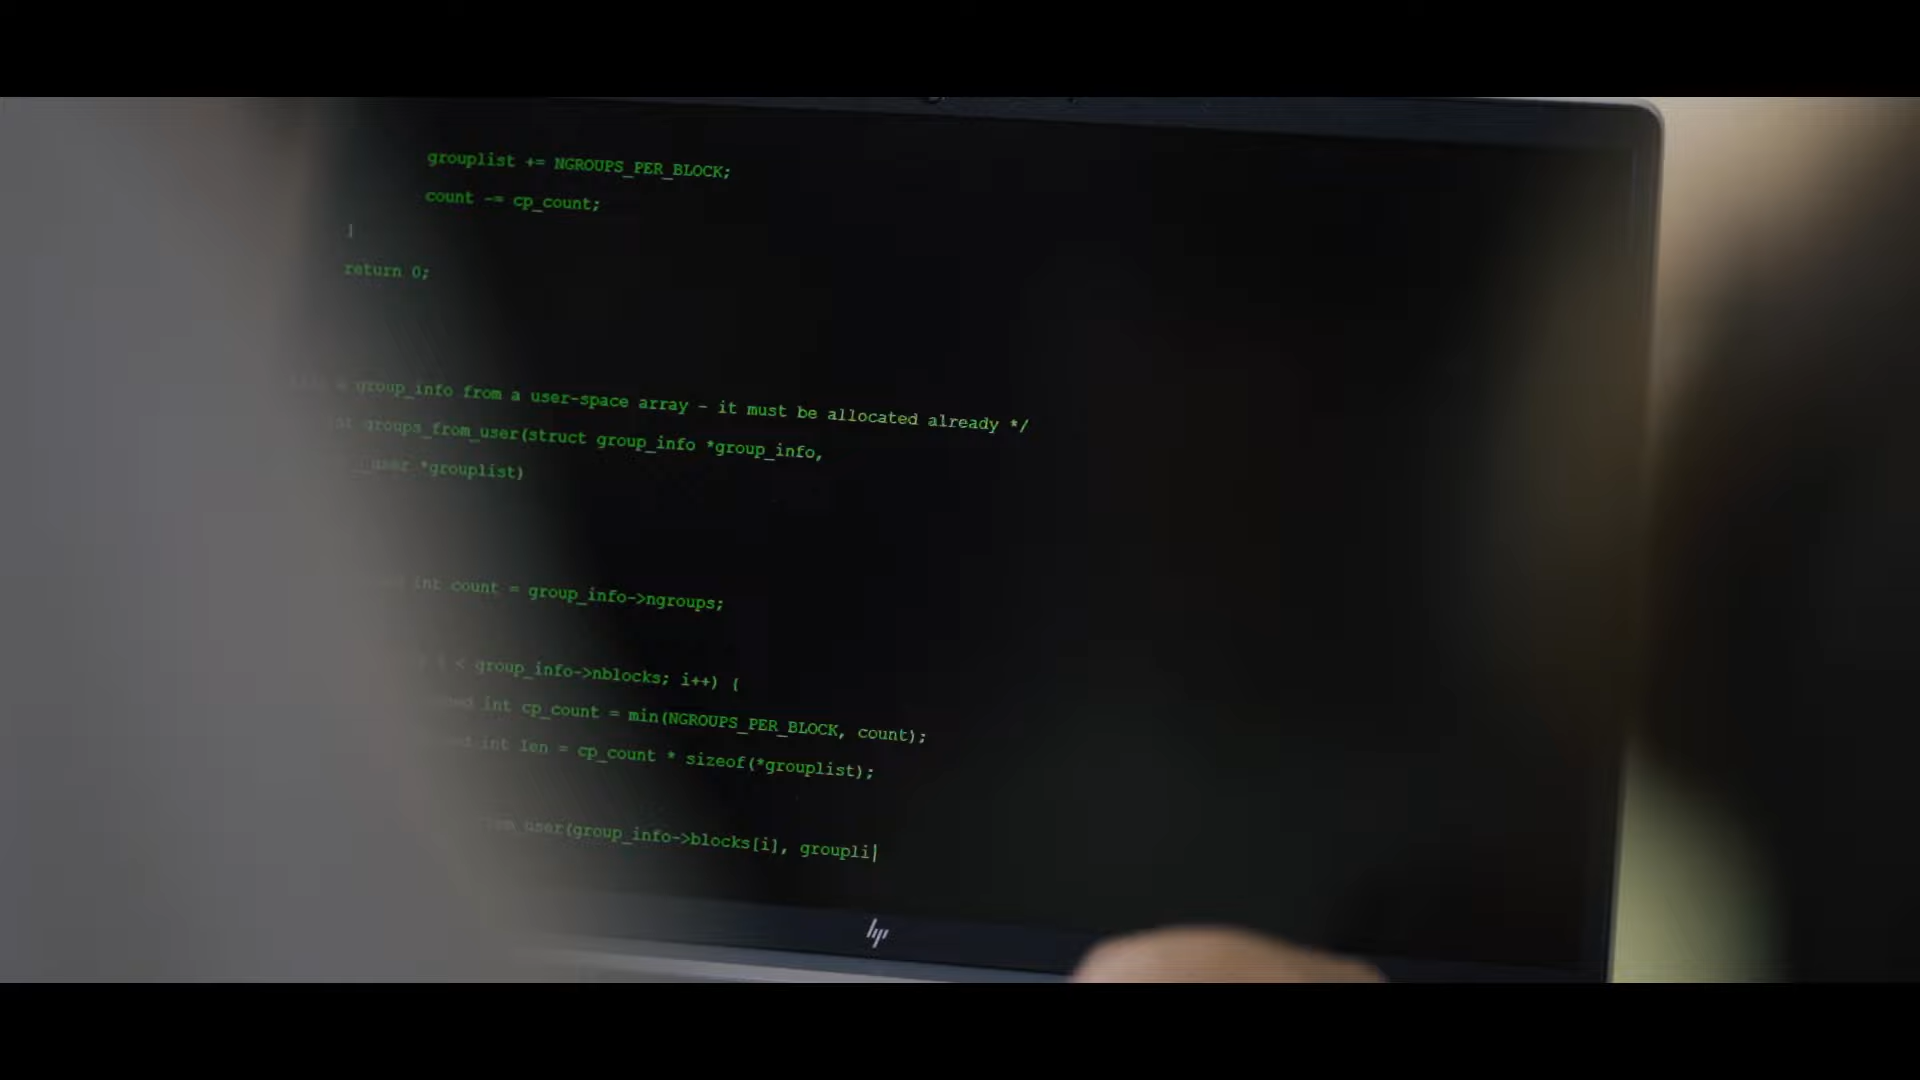 grouplist += NGROUPS_PER_BLOCK;
count -= cp_count;
}
return 0;
group_info from a user-space array - it must be allocated already */
groups_from_user(struct group_info *group_info,
__user *grouplist)
int count = group_info->ngroups;
< group_info->nblocks; i++) {
int cp_count = min(NGROUPS_PER_BLOCK, count);
int len = cp_count * sizeof(*grouplist);
user(group_info->blocks[i], groupli
hp